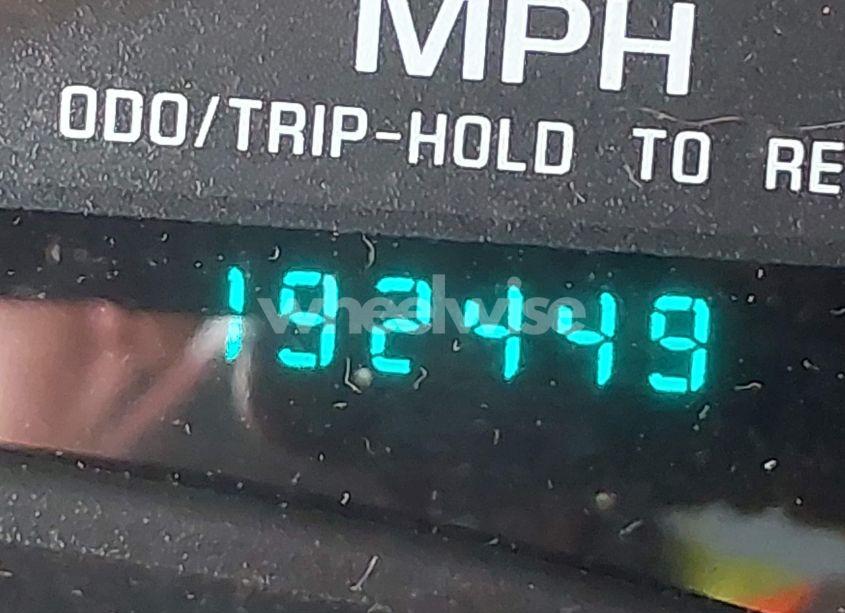 MPH
ODO/TRIP-HOLD TO RE
192449
wheelwise